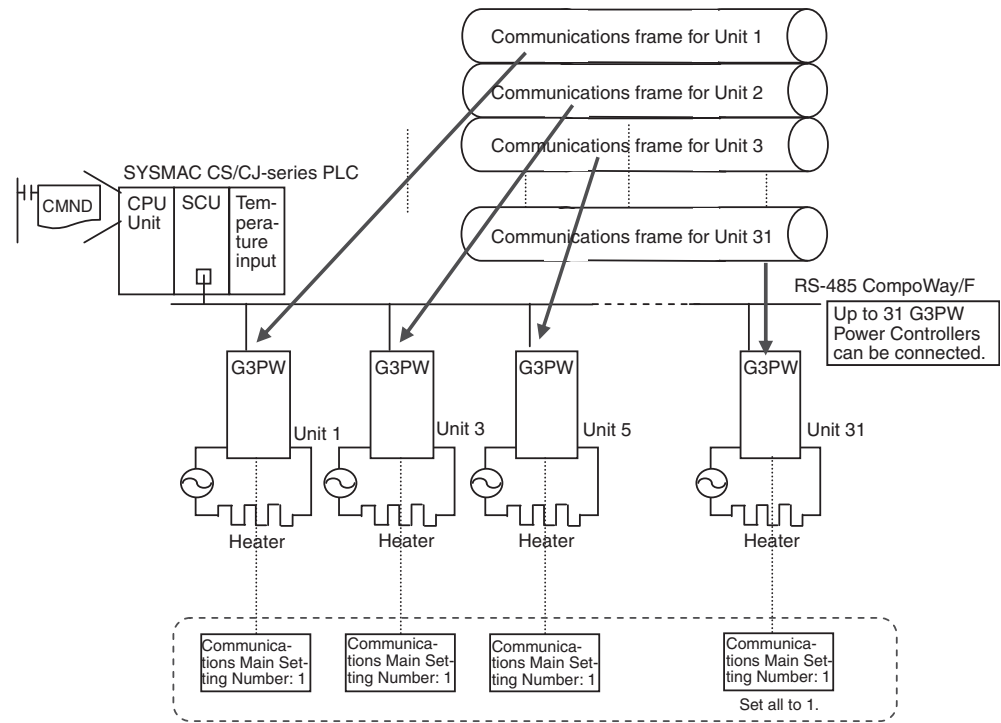 Communications frame for Unit 1
Communications frame for Unit 2
Communications frame for Unit 3
SYSMAC CS/CJ-series PLC
CMND
CPU
Unit
SCU
Tem-
pera-
ture
input
Communications frame for Unit 31
RS-485 CompoWay/F
Up to 31 G3PW
Power Controllers
can be connected.
G3PW
G3PW
G3PW
G3PW
Unit 1
Unit 3
Unit 5
Unit 31
Heater
Heater
Heater
Heater
Communica-
tions Main Set-
ting Number: 1
Communica-
tions Main Set-
ting Number: 1
Communica-
tions Main Set-
ting Number: 1
Communica-
tions Main Set-
ting Number: 1
Set all to 1.